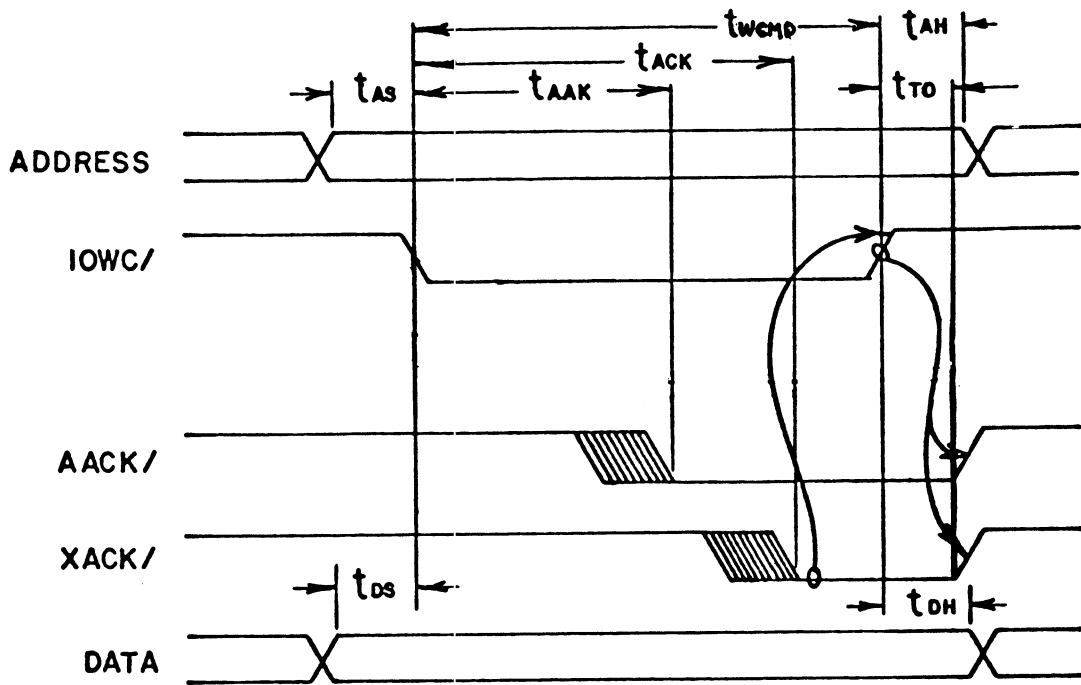 tWCMD
tAH
tACK
tAS
tAAK
tTO
ADDRESS
IOWC/
AACK/
XACK/
tDS
tDH
DATA